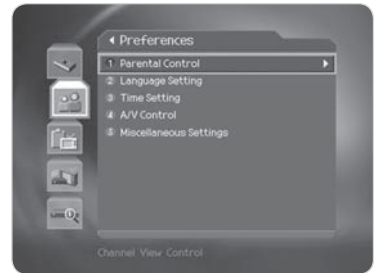 Preferences
1 Parental Control
2 Language Setting
3 Time Setting
4 A/V Control
5 Miscellaneous Settings
Channel View Control